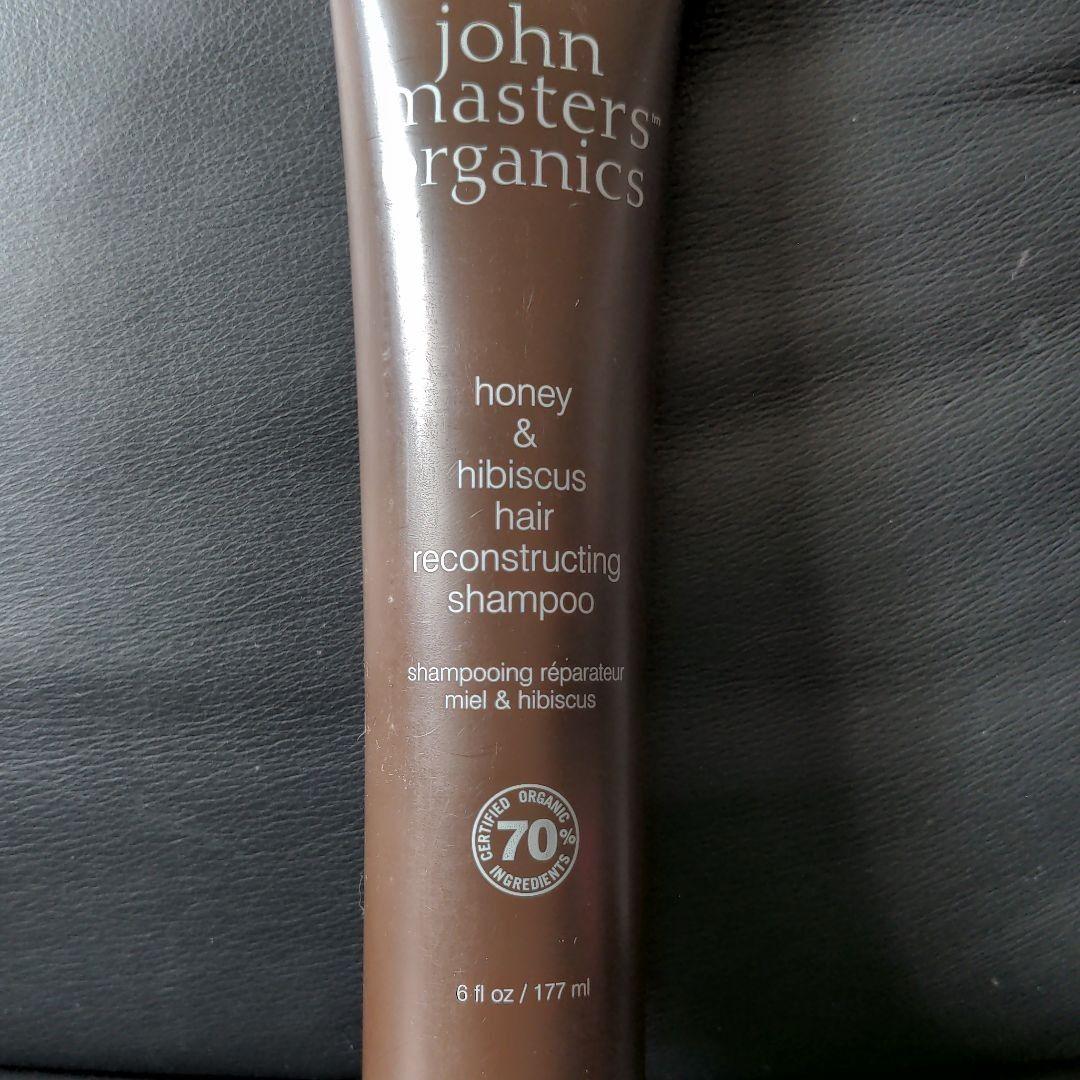 john
masters™
organics
honey
&
hibiscus
hair
reconstructing
shampoo
shampooing réparateur
miel & hibiscus
CERTIFIED ORGANIC
70%
INGREDIENTS
6 fl oz / 177 ml